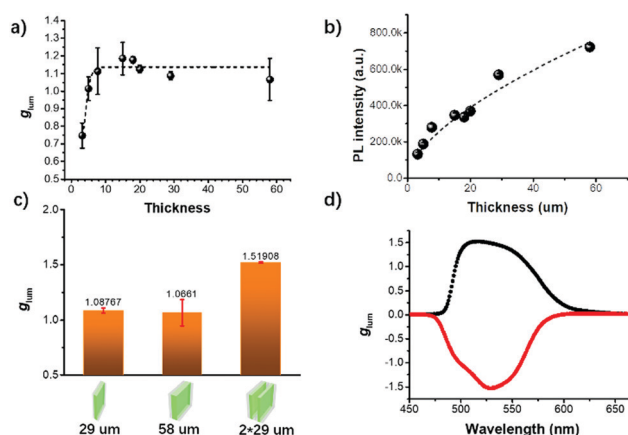 a)
1.4
1.3
1.2
1.1
1.0
0.9
0.8
0.7
0.6
0.5
glum
0 10 20 30 40 50 60
Thickness
b)
800.0k
600.0k
400.0k
200.0k
0.0
PL intensity (a.u.)
0 20 40 60
Thickness (um)
c)
2.0
1.5
1.0
0.5
glum
1.08767
1.0661
1.51908
29 um 58 um 2*29 um
d)
1.5
1.0
0.5
0.0
-0.5
-1.0
-1.5
glum
450 500 550 600 650
Wavelength (nm)